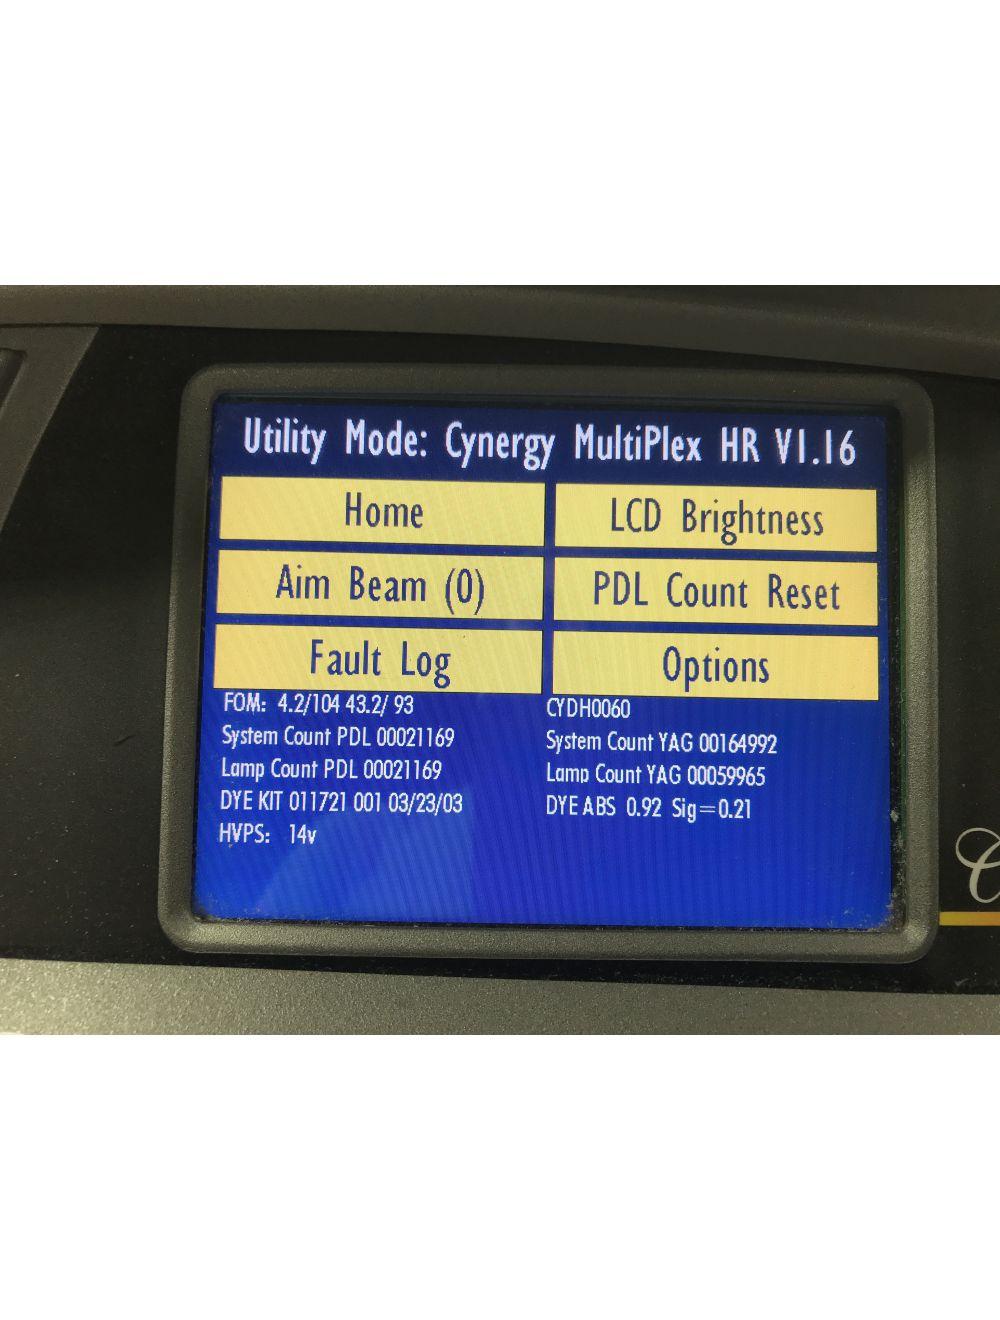 Utility Mode: Cynergy MultiPlex HR V1.16
Home
LCD Brightness
Aim Beam (0)
PDL Count Reset
Fault Log
Options
FOM: 4.2/104 43.2/ 93
CYDH0060
System Count PDL 00021169
System Count YAG 00164992
Lamp Count PDL 00021169
Lamp Count YAG 00059965
DYE KIT 011721 001 03/23/03
DYE ABS 0.92 Sig=0.21
HVPS: 14v